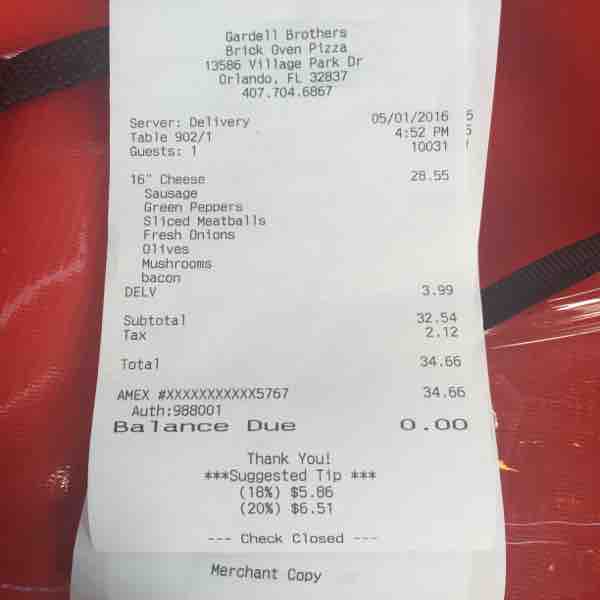 Gardell Brothers
Brick Oven Pizza
13586 Village Park Dr
Orlando, FL 32837
407.704.6867
Server: Delivery 05/01/2016
Table 902/1 4:52 PM
Guests: 1 10031
16" Cheese 28.55
Sausage
Green Peppers
Sliced Meatballs
Fresh Onions
Olives
Mushrooms
bacon
DELV 3.99
Subtotal 32.54
Tax 2.12
Total 34.66
AMEX #XXXXXXXXXXX5767 34.66
Auth:988001
Balance Due 0.00
Thank You!
***Suggested Tip ***
(18%) $5.86
(20%) $6.51
--- Check Closed ---
Merchant Copy